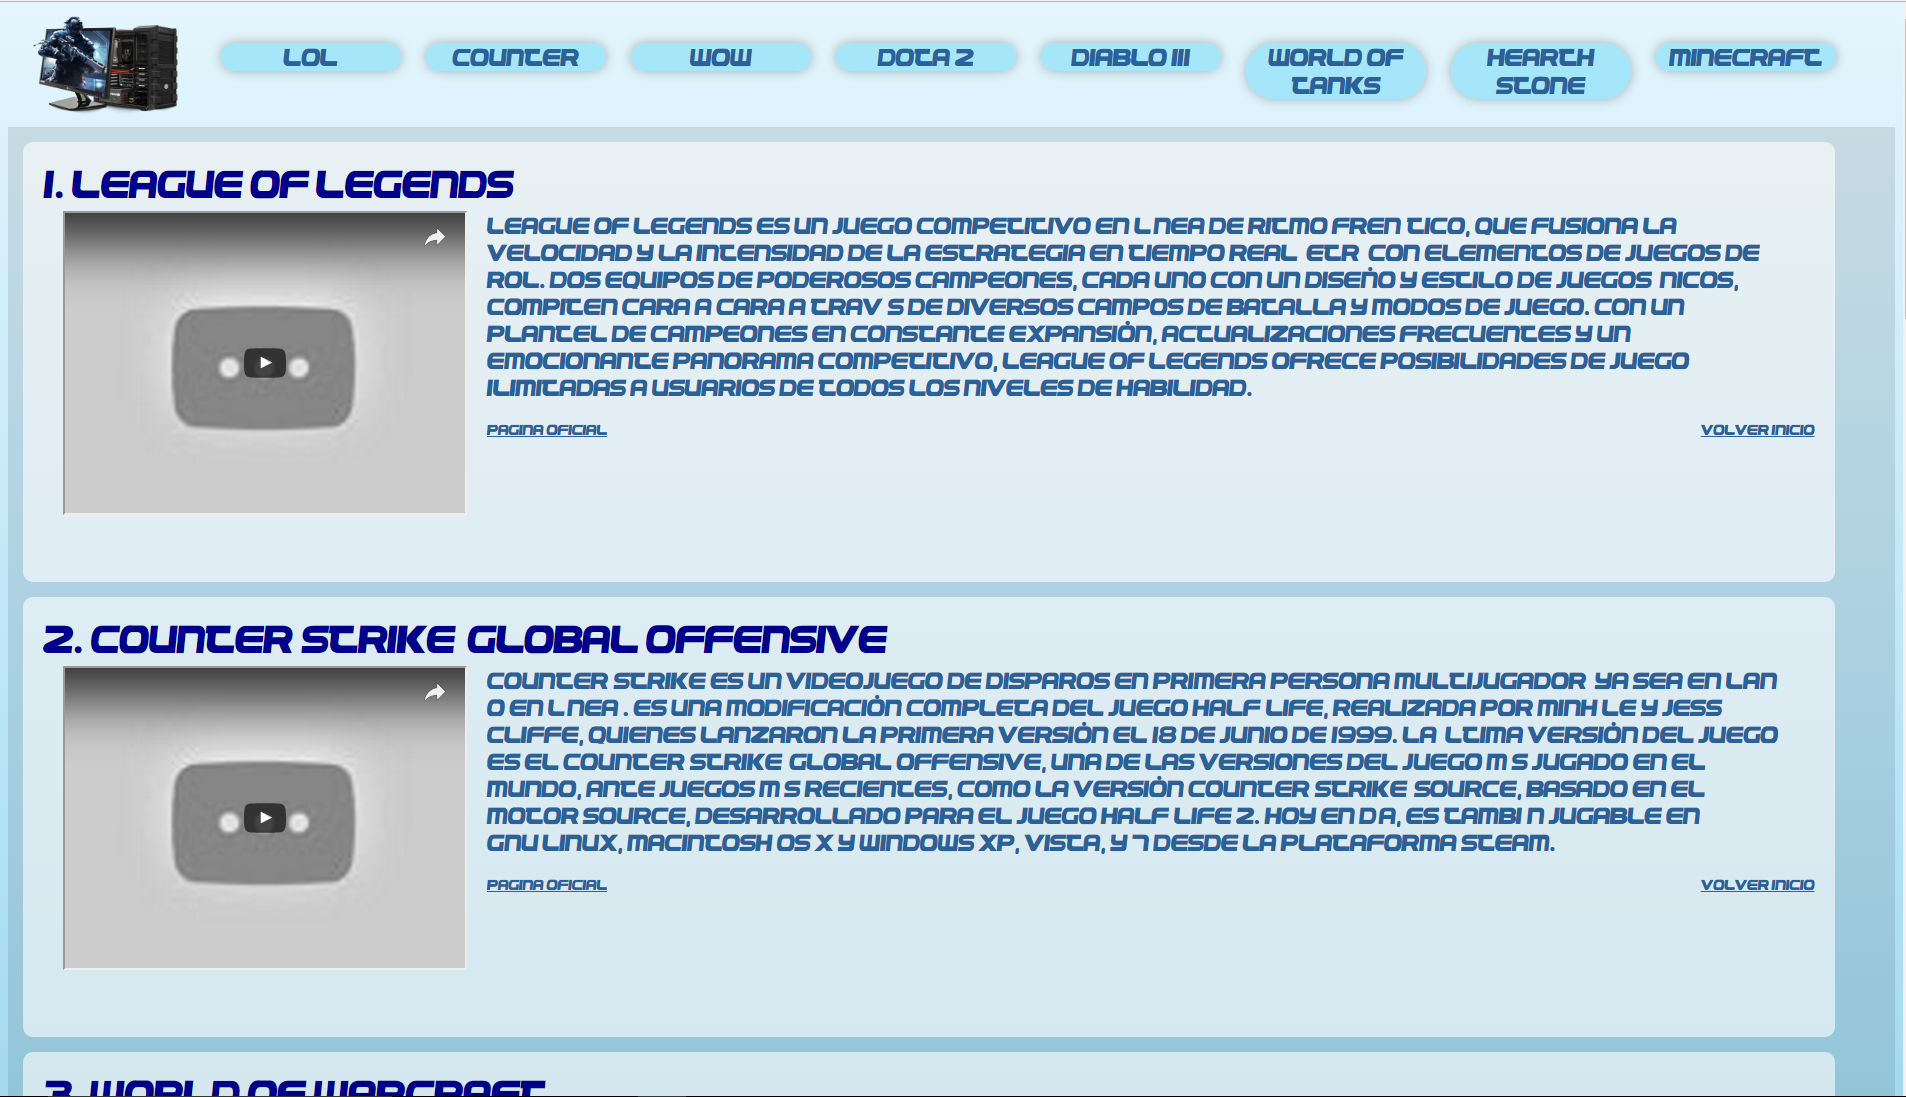 LOL
COUNTER
WOW
DOTA 2
DIABLO III
WORLD OF
TANKS
HEARTH
STONE
MINECRAFT
1. LEAGUE OF LEGENDS
LEAGUE OF LEGENDS ES UN JUEGO COMPETITIVO EN L NEA DE RITMO FREN TICO, QUE FUSIONA LA
VELOCIDAD Y LA INTENSIDAD DE LA ESTRATEGIA EN TIEMPO REAL  ETR  CON ELEMENTOS DE JUEGOS DE
ROL. DOS EQUIPOS DE PODEROSOS CAMPEONES, CADA UNO CON UN DISEÑO Y ESTILO DE JUEGOS  NICOS,
COMPITEN CARA A CARA A TRAV S DE DIVERSOS CAMPOS DE BATALLA Y MODOS DE JUEGO. CON UN
PLANTEL DE CAMPEONES EN CONSTANTE EXPANSIÓN, ACTUALIZACIONES FRECUENTES Y UN
EMOCIONANTE PANORAMA COMPETITIVO, LEAGUE OF LEGENDS OFRECE POSIBILIDADES DE JUEGO
ILIMITADAS A USUARIOS DE TODOS LOS NIVELES DE HABILIDAD.
PAGINA OFICIAL
VOLVER INICIO
2. COUNTER STRIKE  GLOBAL OFFENSIVE
COUNTER STRIKE ES UN VIDEOJUEGO DE DISPAROS EN PRIMERA PERSONA MULTIJUGADOR  YA SEA EN LAN
O EN L NEA . ES UNA MODIFICACIÓN COMPLETA DEL JUEGO HALF LIFE, REALIZADA POR MINH LE Y JESS
CLIFFE, QUIENES LANZARON LA PRIMERA VERSIÓN EL 18 DE JUNIO DE 1999. LA  LTIMA VERSIÓN DEL JUEGO
ES EL COUNTER STRIKE  GLOBAL OFFENSIVE, UNA DE LAS VERSIONES DEL JUEGO M S JUGADO EN EL
MUNDO, ANTE JUEGOS M S RECIENTES, COMO LA VERSIÓN COUNTER STRIKE  SOURCE, BASADO EN EL
MOTOR SOURCE, DESARROLLADO PARA EL JUEGO HALF LIFE 2. HOY EN D A, ES TAMBI N JUGABLE EN
GNU LINUX, MACINTOSH OS X Y WINDOWS XP, VISTA, Y 7 DESDE LA PLATAFORMA STEAM.
PAGINA OFICIAL
VOLVER INICIO
3. WORLD OF WARCRAFT